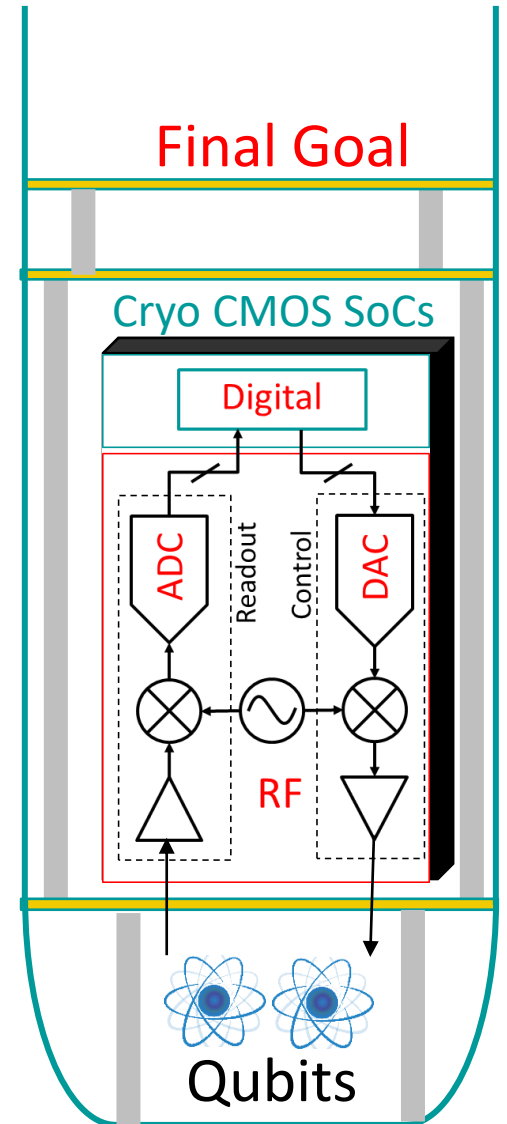 Final Goal
Cryo CMOS SoCs
Digital
ADC
Readout
Control
DAC
RF
Qubits